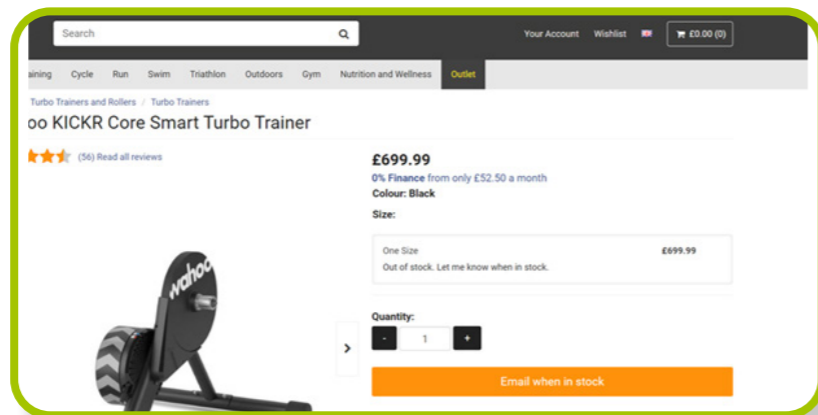 Search
Your Account Wishlist £0.00 (0)
aining Cycle Run Swim Triathlon Outdoors Gym Nutrition and Wellness Outlet
Turbo Trainers and Rollers / Turbo Trainers
oo KICKR Core Smart Turbo Trainer
(56) Read all reviews
£699.99
0% Finance from only £52.50 a month
Colour: Black
Size:
One Size £699.99
Out of stock. Let me know when in stock.
wahoo
Quantity:
- 1 +
Email when in stock